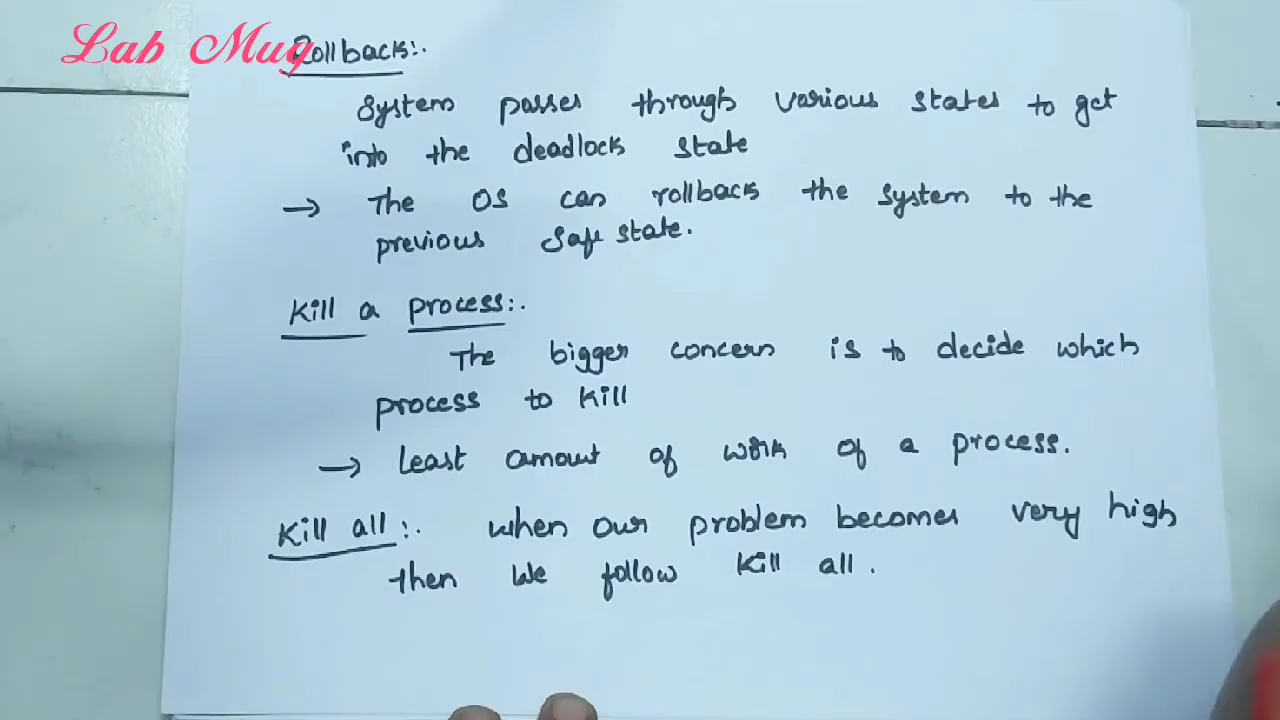 Lab Mug
Rollback:.
System passes through various states to get
into the deadlock state
→ The OS can rollback the system to the
previous safe state.
Kill a process:.
The bigger concern is to decide which
process to kill
→ Least amount of work of a process.
Kill all:. When our problem becomes very high
then we follow kill all.